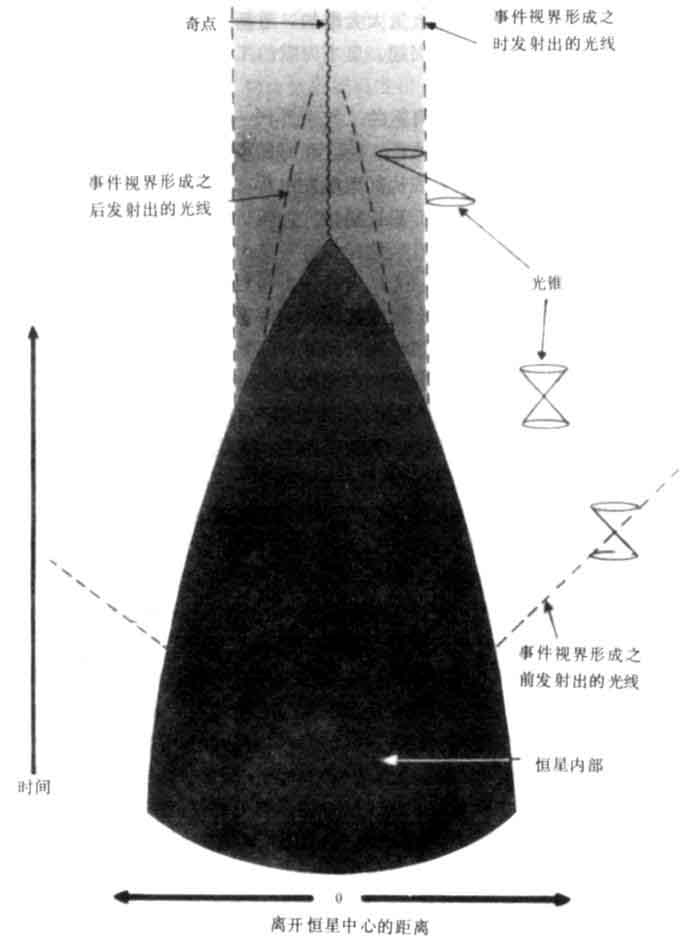 奇点
事件视界形成之
时发射出的光线
事件视界形成之
后发射出的光线
光锥
事件视界形成之
前发射出的光线
恒星内部
时间
0
离开恒星中心的距离